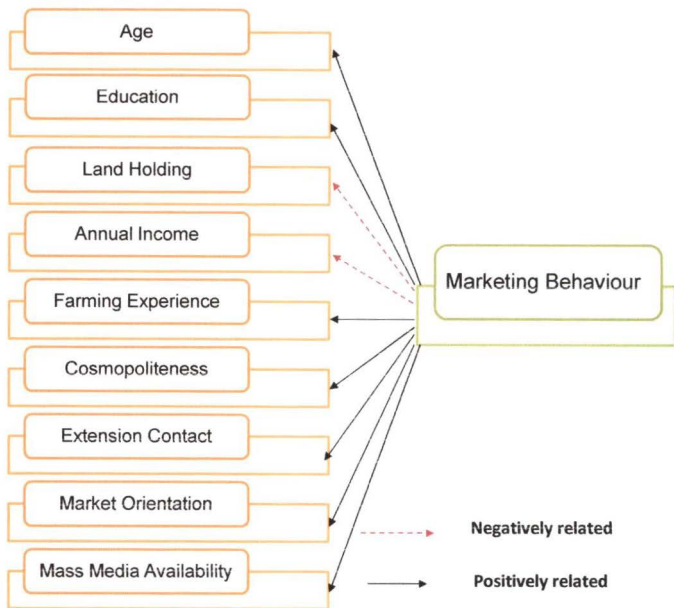 Age
Education
Land Holding
Annual Income
Farming Experience
Cosmopoliteness
Extension Contact
Market Orientation
Mass Media Availability
Marketing Behaviour
Negatively related
Positively related